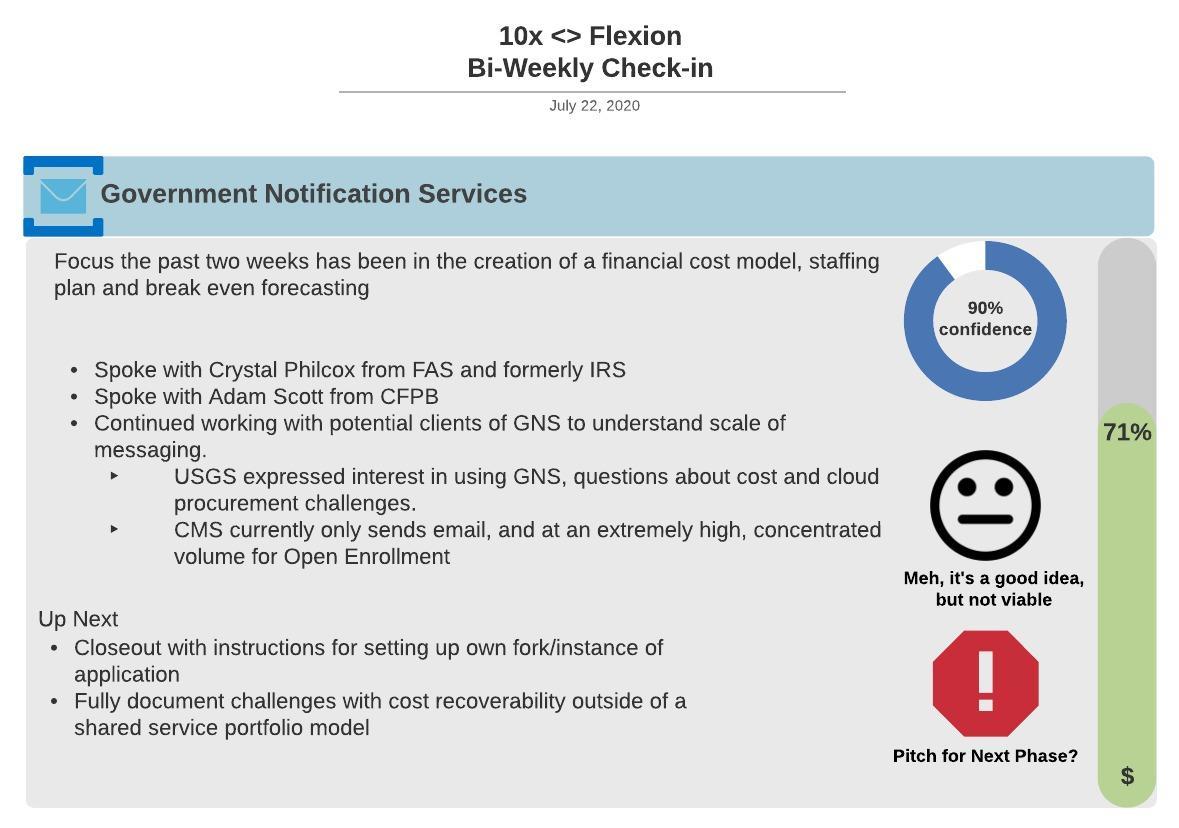 10x <> Flexion
Bi-Weekly Check-in
July 22, 2020
Government Notification Services
Focus the past two weeks has been in the creation of a financial cost model, staffing
plan and break even forecasting
• Spoke with Crystal Philcox from FAS and formerly IRS
• Spoke with Adam Scott from CFPB
• Continued working with potential clients of GNS to understand scale of
messaging.
‣ USGS expressed interest in using GNS, questions about cost and cloud
procurement challenges.
‣ CMS currently only sends email, and at an extremely high, concentrated
volume for Open Enrollment
Up Next
• Closeout with instructions for setting up own fork/instance of
application
• Fully document challenges with cost recoverability outside of a
shared service portfolio model
90%
confidence
Meh, it's a good idea,
but not viable
!
Pitch for Next Phase?
71%
$